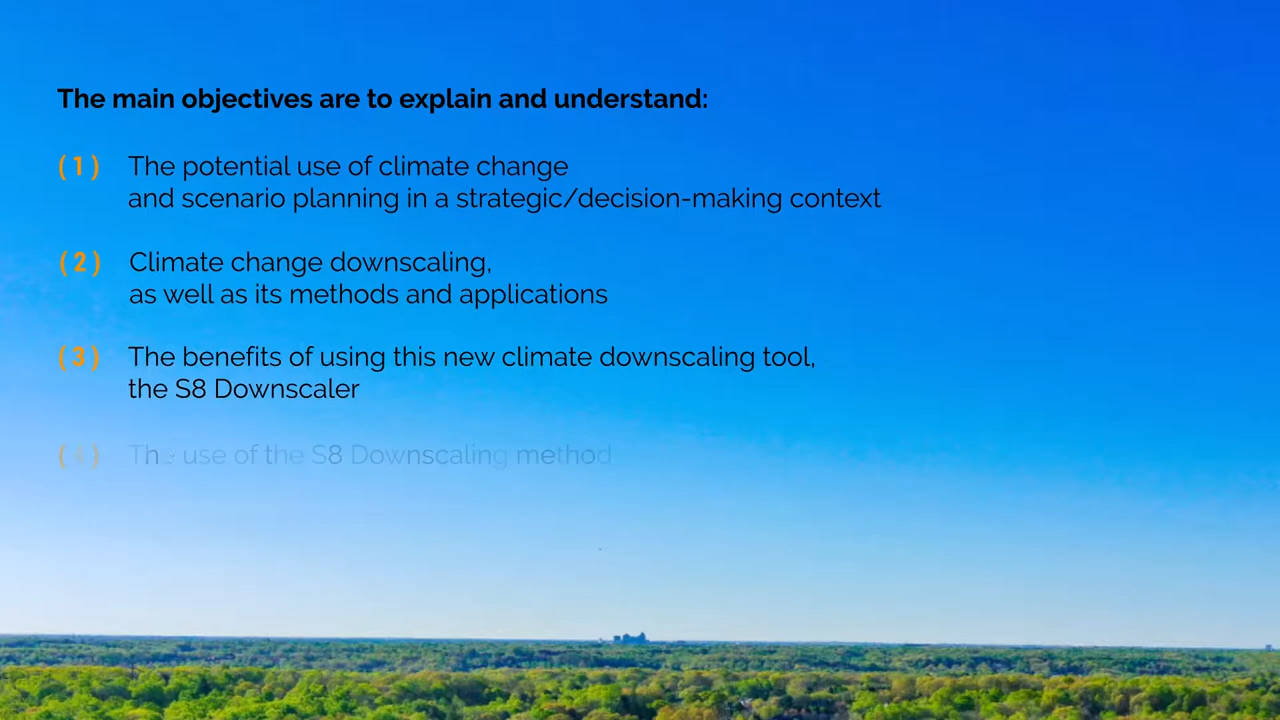 The main objectives are to explain and understand:
(1) The potential use of climate change
and scenario planning in a strategic/decision-making context
(2) Climate change downscaling,
as well as its methods and applications
(3) The benefits of using this new climate downscaling tool,
the S8 Downscaler
(4) The use of the S8 Downscaling method